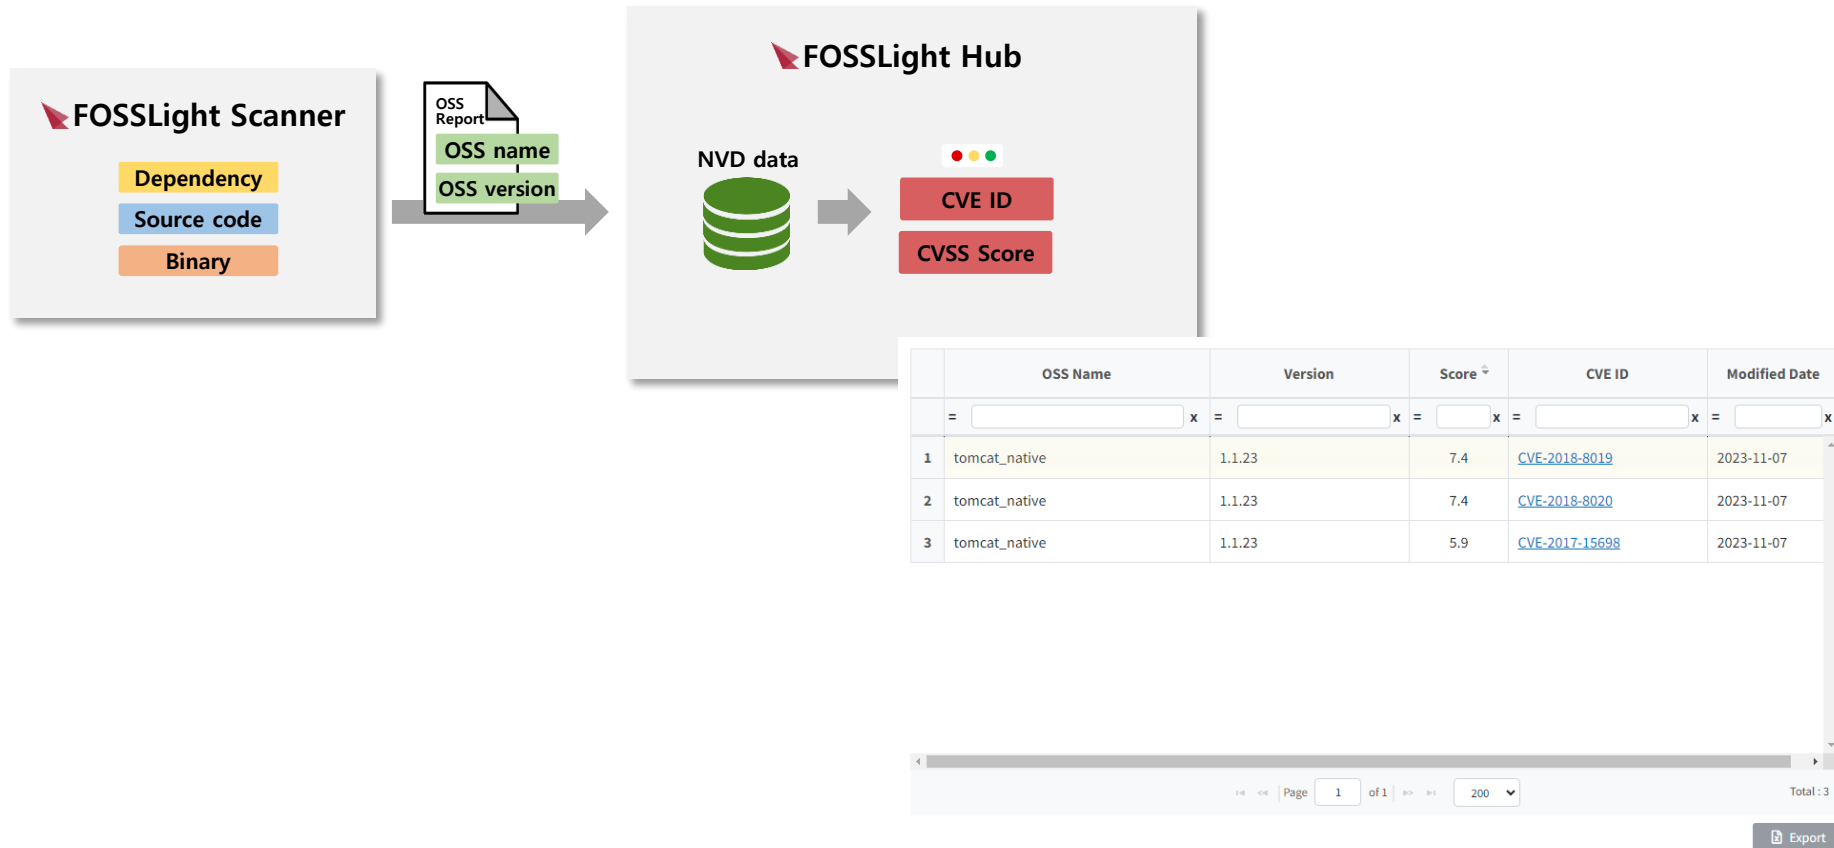 FOSSLight Scanner
Dependency
Source code
Binary
OSS
Report
OSS name
OSS version
FOSSLight Hub
NVD data
CVE ID
CVSS Score
OSS Name Version Score CVE ID Modified Date
= x = x = x = x = x
1 tomcat_native 1.1.23 7.4 CVE-2018-8019 2023-11-07
2 tomcat_native 1.1.23 7.4 CVE-2018-8020 2023-11-07
3 tomcat_native 1.1.23 5.9 CVE-2017-15698 2023-11-07
Page 1 of 1 200 Total : 3
Export